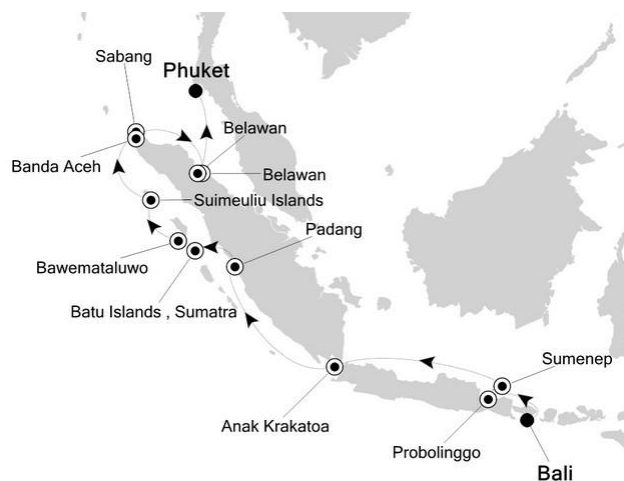 Sabang
Phuket
Belawan
Banda Aceh
Belawan
Suimeuliu Islands
Padang
Bawemataluwo
Batu Islands , Sumatra
Sumenep
Anak Krakatoa
Probolinggo
Bali